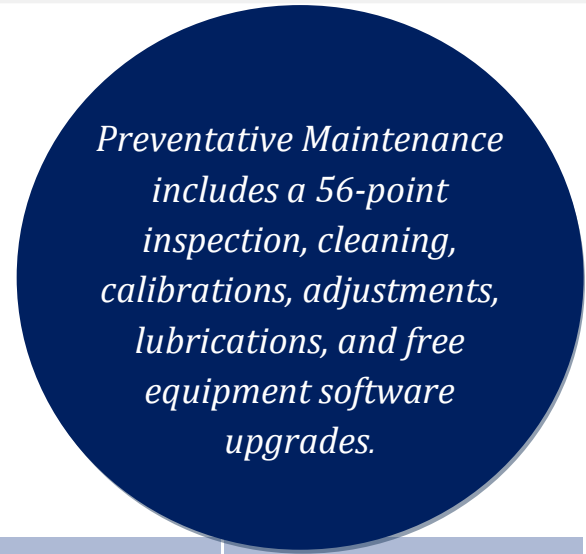 Preventative Maintenance
includes a 56-point
inspection, cleaning,
calibrations, adjustments,
lubrications, and free
equipment software
upgrades.